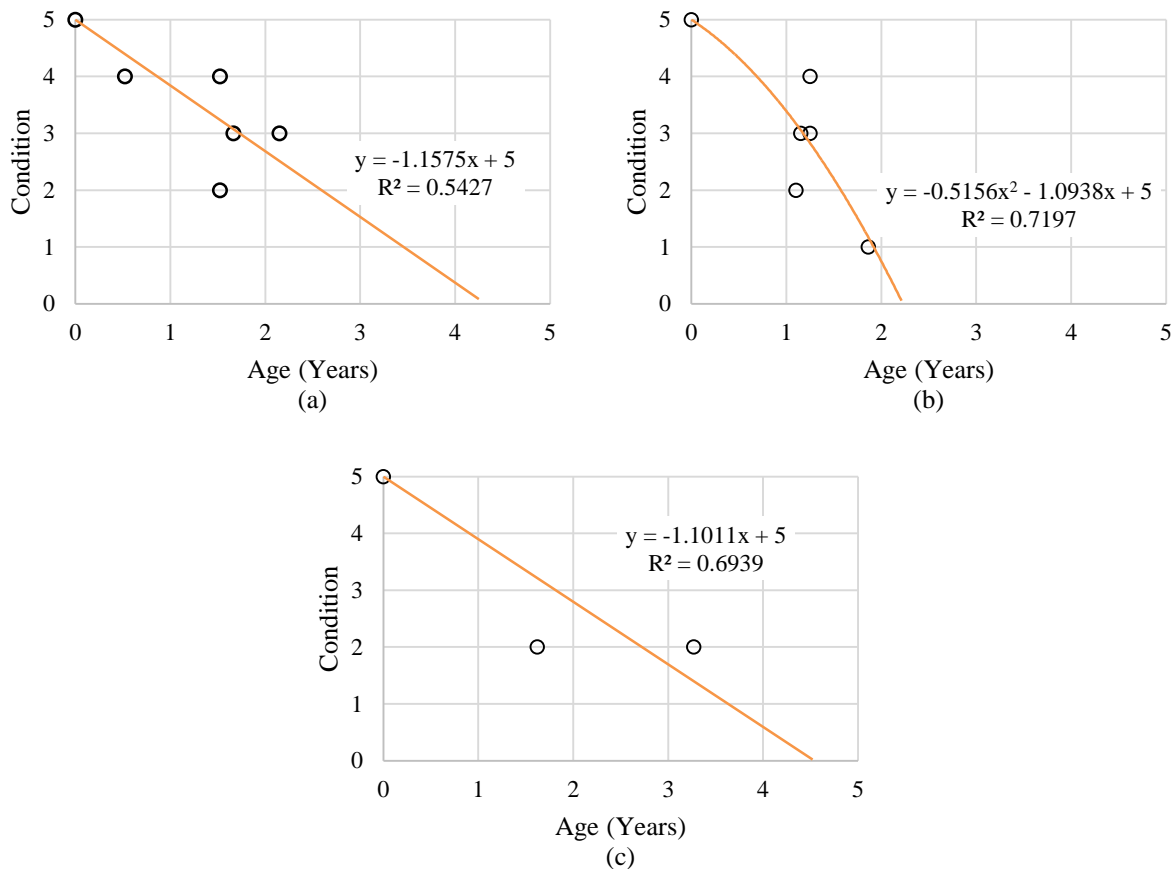 5
4
3
2
1
0
Condition
y = -1.1575x + 5
R² = 0.5427
0 1 2 3 4 5
Age (Years)
(a)
5
4
3
2
1
0
Condition
y = -0.5156x² - 1.0938x + 5
R² = 0.7197
0 1 2 3 4 5
Age (Years)
(b)
5
4
3
2
1
0
Condition
y = -1.1011x + 5
R² = 0.6939
0 1 2 3 4 5
Age (Years)
(c)